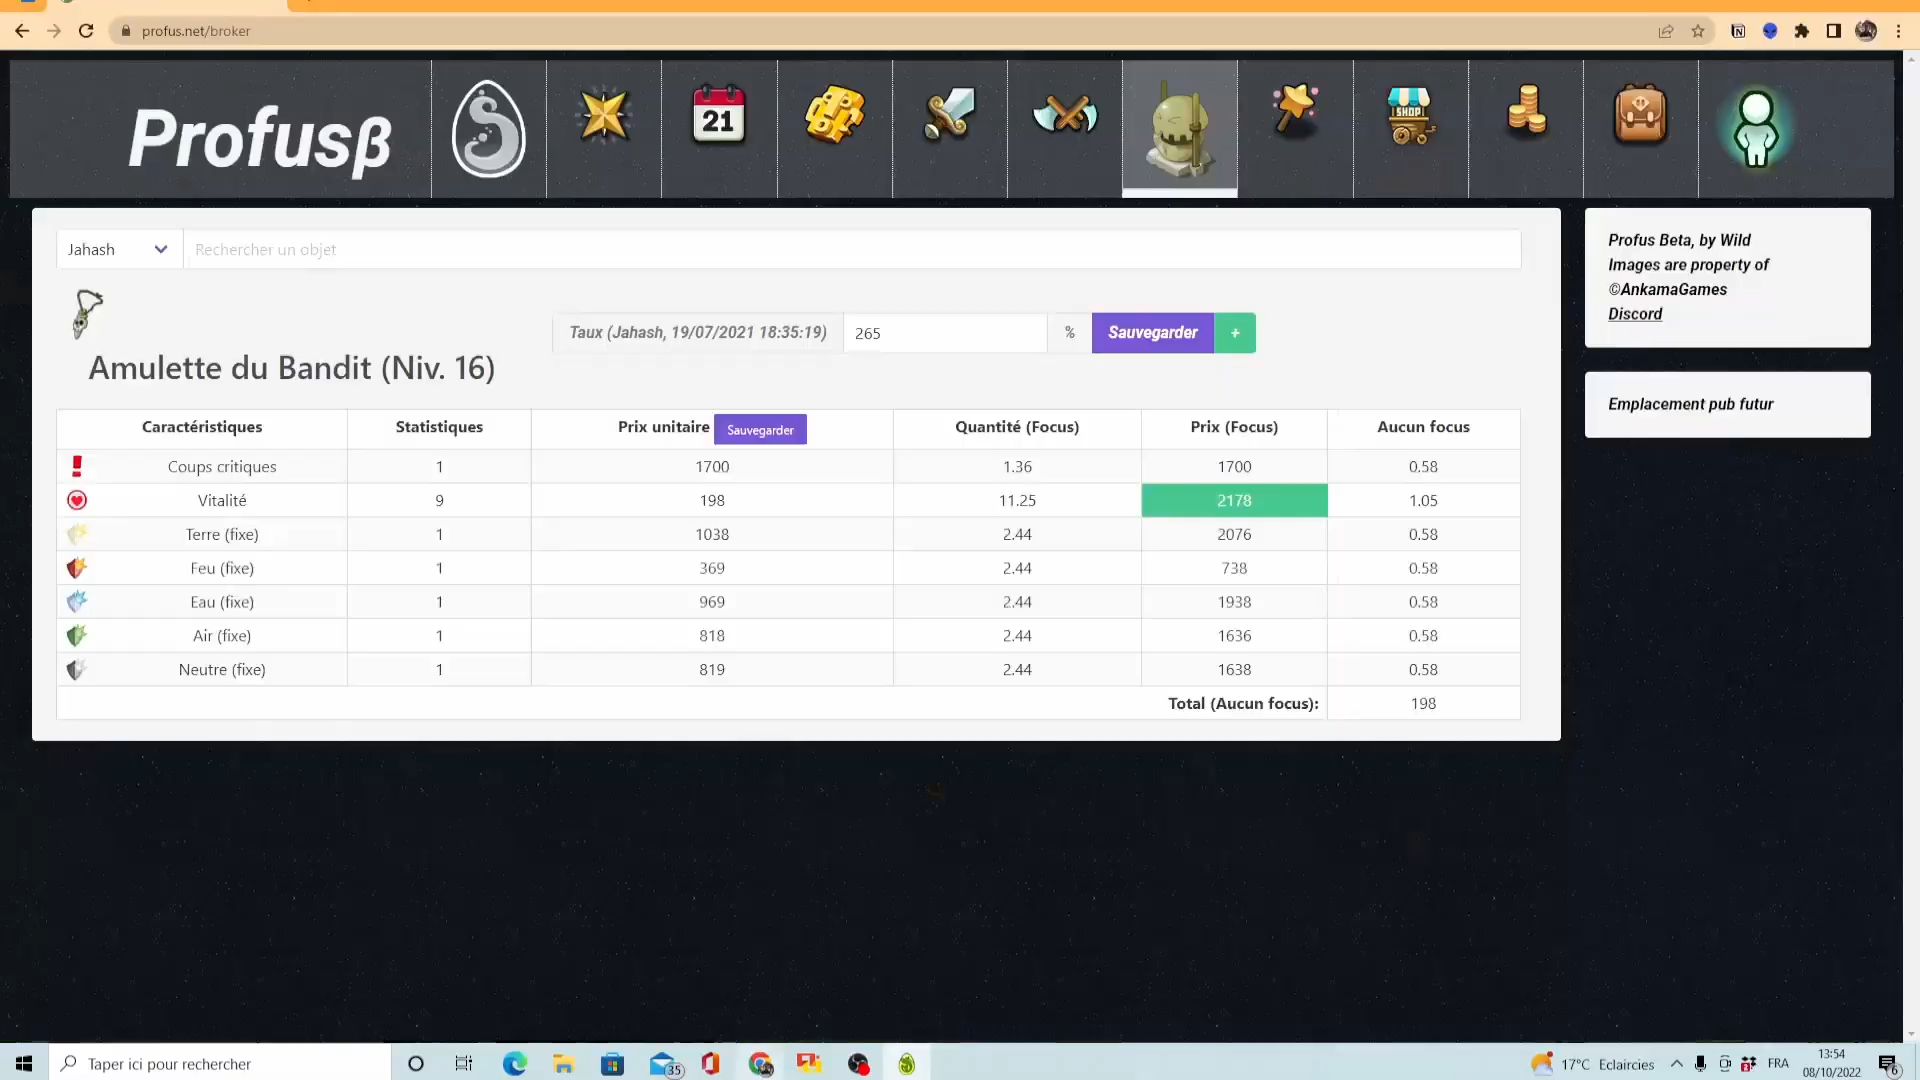 profus.net/broker
Profusβ
21
SHOP
Jahash
Rechercher un objet
Taux (Jahash, 19/07/2021 18:35:19) 265 % Sauvegarder +
Amulette du Bandit (Niv. 16)
Caractéristiques Statistiques Prix unitaire Sauvegarder Quantité (Focus) Prix (Focus) Aucun focus
Coups critiques 1 1700 1.36 1700 0.58
Vitalité 9 198 11.25 2178 1.05
Terre (fixe) 1 1038 2.44 2076 0.58
Feu (fixe) 1 369 2.44 738 0.58
Eau (fixe) 1 969 2.44 1938 0.58
Air (fixe) 1 818 2.44 1636 0.58
Neutre (fixe) 1 819 2.44 1638 0.58
Total (Aucun focus): 198
Profus Beta, by Wild
Images are property of
©AnkamaGames
Discord
Emplacement pub futur
Taper ici pour rechercher
35
17°C Eclaircies
FRA
13:54
08/10/2022
6